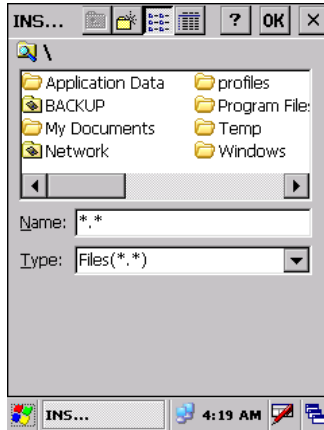 INS... ? OK ×
\
Application Data profiles
BACKUP Program File
My Documents Temp
Network Windows
Name: *.*
Type: Files(*.*)
INS... 4:19 AM